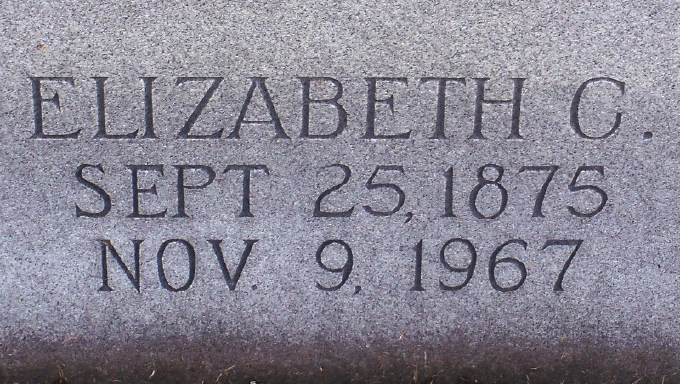 ELIZABETH G.
SEPT 25, 1875
NOV. 9, 1967